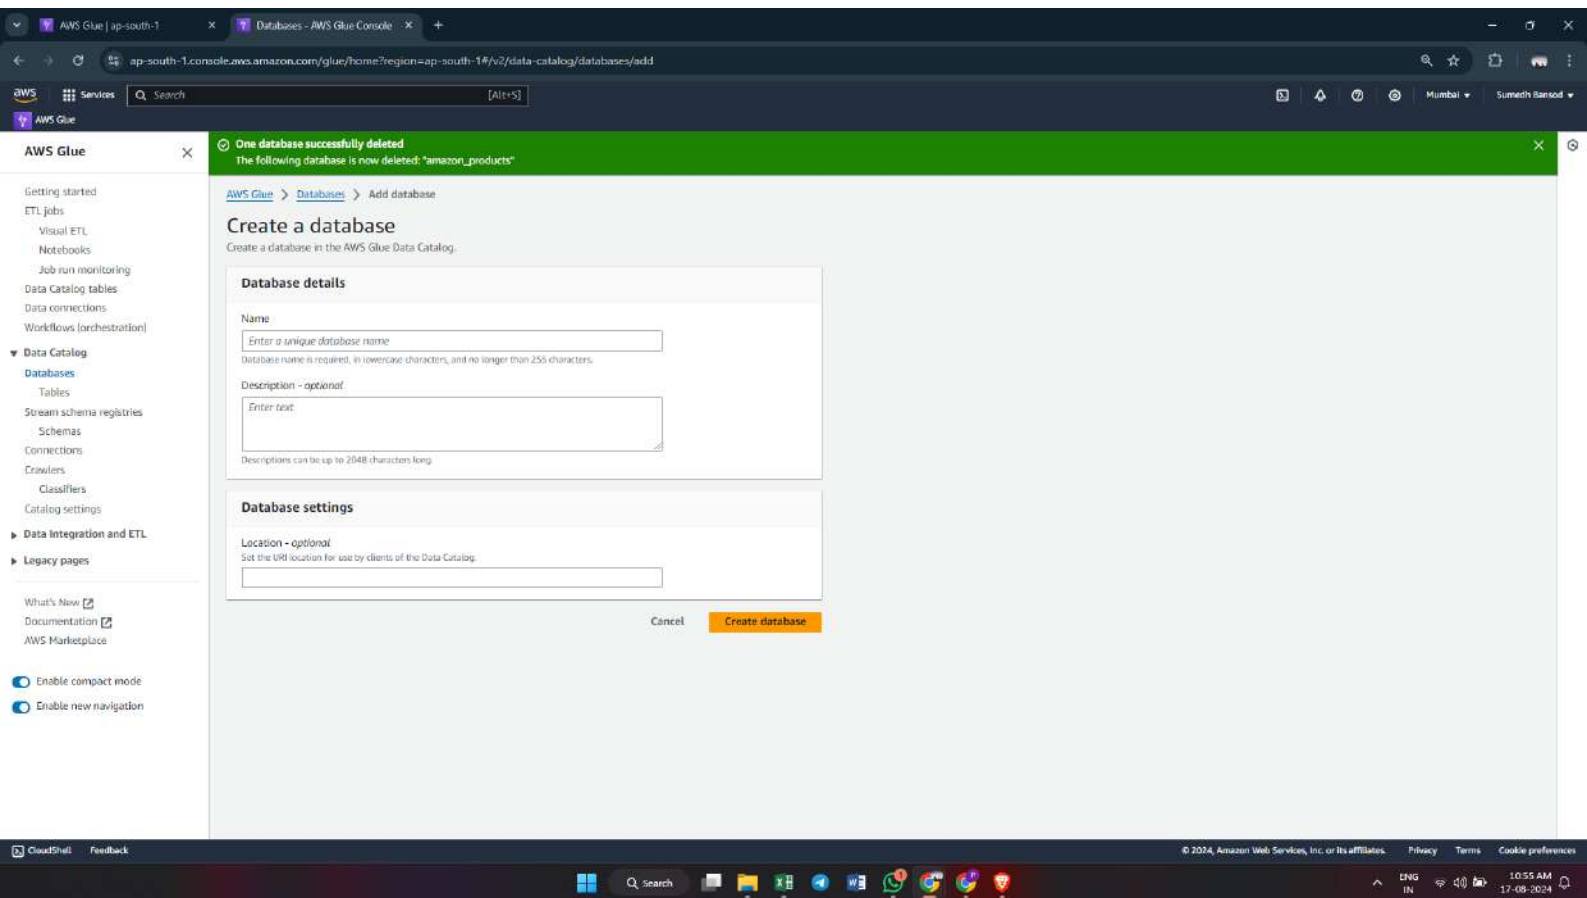 AWS Glue | ap-south-1
Databases - AWS Glue Console
ap-south-1.console.aws.amazon.com/glue/home?region=ap-south-1#/v2/data-catalog/databases/add
aws
Services
Search
[Alt+S]
Mumbai
Sumedh Bansod
AWS Glue
AWS Glue
One database successfully deleted
The following database is now deleted: "amazon_products"
Getting started
ETL jobs
Visual ETL
Notebooks
Job run monitoring
Data Catalog tables
Data connections
Workflows (orchestration)
Data Catalog
Databases
Tables
Stream schema registries
Schemas
Connections
Crawlers
Classifiers
Catalog settings
Data Integration and ETL
Legacy pages
What's New
Documentation
AWS Marketplace
Enable compact mode
Enable new navigation
AWS Glue > Databases > Add database
Create a database
Create a database in the AWS Glue Data Catalog.
Database details
Name
Enter a unique database name
Database name is required, in lowercase characters, and no longer than 255 characters.
Description - optional
Enter text
Descriptions can be up to 2048 characters long.
Database settings
Location - optional
Set the URI location for use by clients of the Data Catalog.
Cancel
Create database
CloudShell
Feedback
© 2024, Amazon Web Services, Inc. or its affiliates.
Privacy
Terms
Cookie preferences
Search
ENG
IN
10:55 AM
17-08-2024